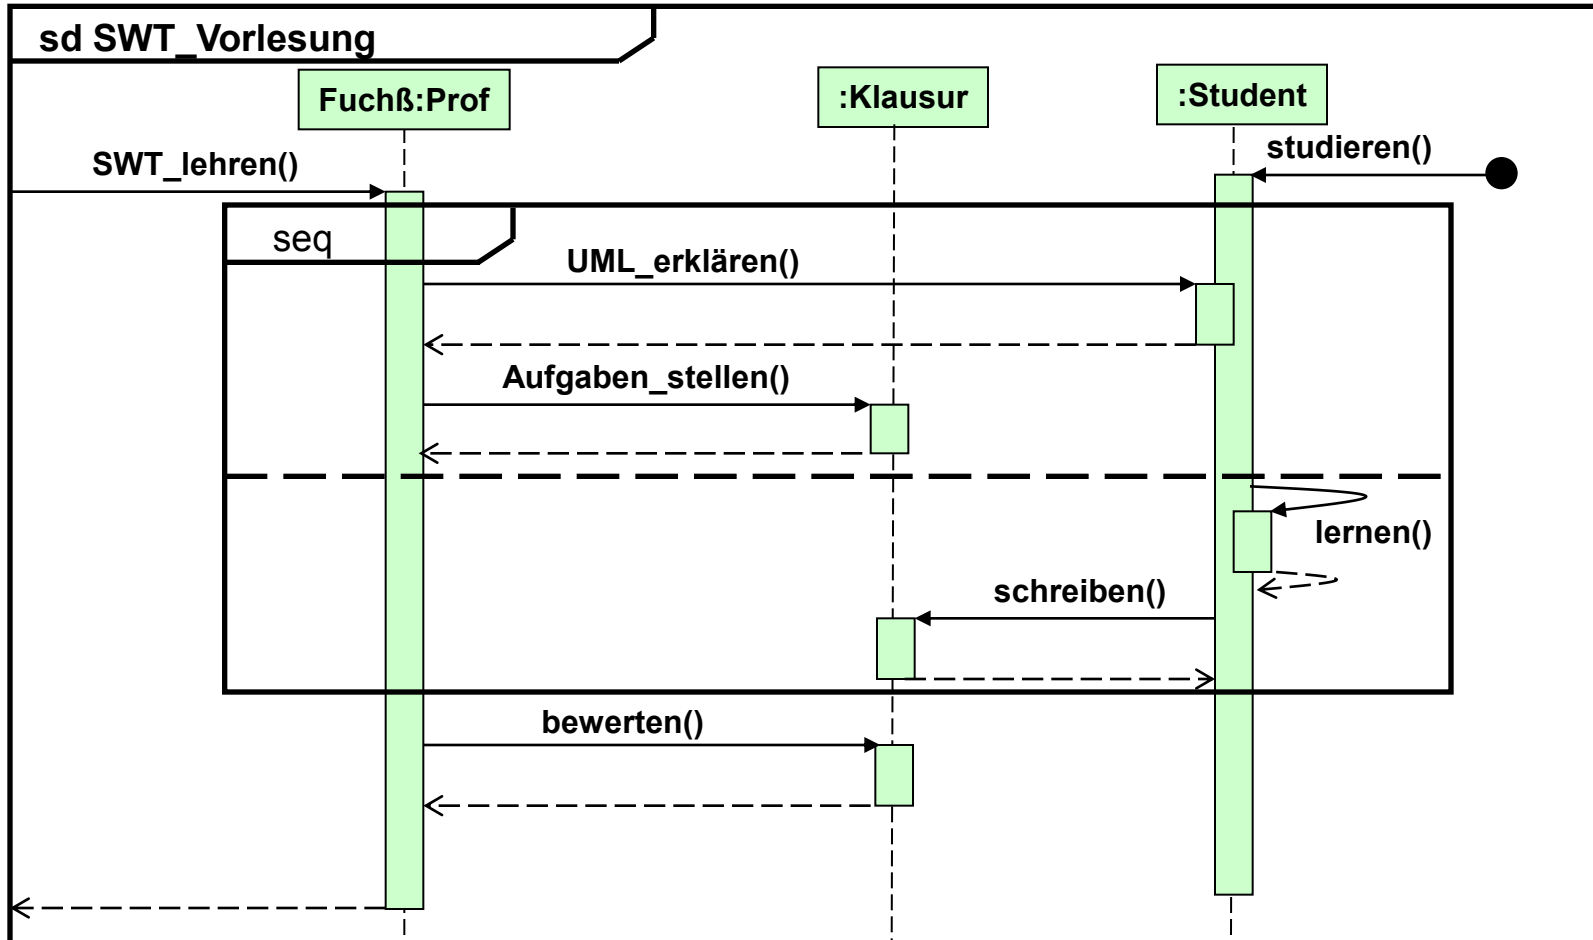 sd SWT_Vorlesung
Fuchß:Prof
:Klausur
:Student
SWT_lehren()
studieren()
seq
UML_erklären()
Aufgaben_stellen()
lernen()
schreiben()
bewerten()